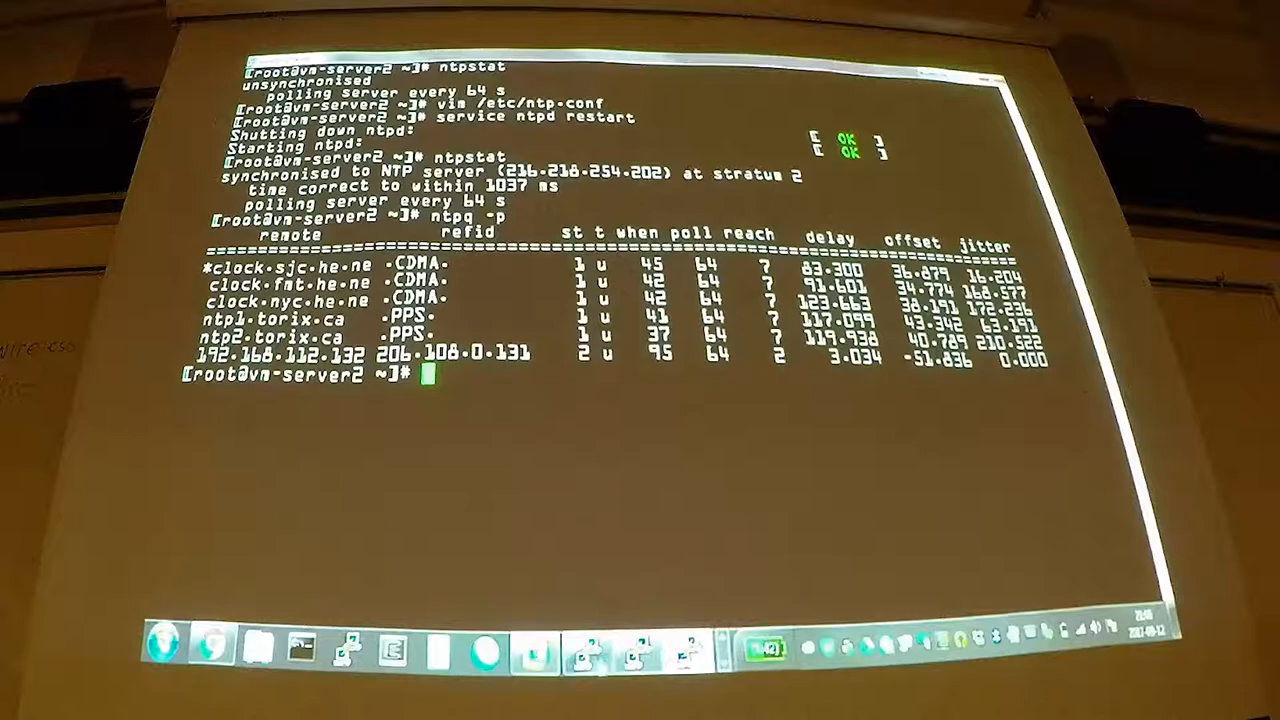 [root@vm-server2 ~]# ntpstat
unsynchronised
polling server every 64 s
[root@vm-server2 ~]# vim /etc/ntp.conf
[root@vm-server2 ~]# service ntpd restart
Shutting down ntpd: [ OK ]
Starting ntpd: [ OK ]
[root@vm-server2 ~]# ntpstat
synchronised to NTP server (216.218.254.202) at stratum 2
time correct to within 1037 ms
polling server every 64 s
[root@vm-server2 ~]# ntpq -p
remote refid st t when poll reach delay offset jitter
==============================================================================
*clock.sjc.he.ne .CDMA. 1 u 45 64 7 83.300 36.879 16.204
clock.fmt.he.ne .CDMA. 1 u 42 64 7 91.601 34.774 168.577
clock.nyc.he.ne .CDMA. 1 u 42 64 7 123.663 38.191 172.236
ntp1.torix.ca .PPS. 1 u 41 64 7 117.099 43.342 63.191
ntp2.torix.ca .PPS. 1 u 37 64 7 119.938 40.789 210.522
192.168.112.132 206.108.0.131 2 u 95 64 2 3.034 -51.836 0.000
[root@vm-server2 ~]#
wireless